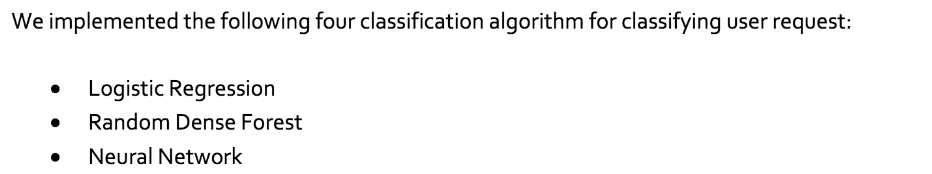 We implemented the following four classification algorithm for classifying user request:
• Logistic Regression
• Random Dense Forest
• Neural Network